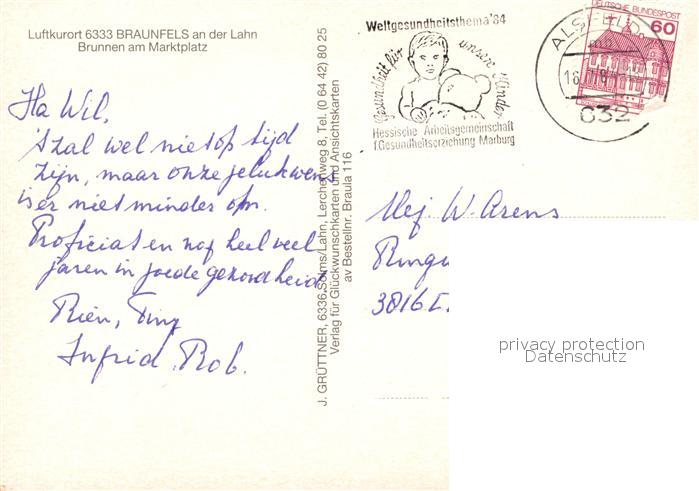 Luftkurort 6333 BRAUNFELS an der Lahn
Brunnen am Marktplatz
Ha Wil,
't zal wel niet op tijd
zijn, maar onze gelukwens
is er niet minder om.
Proficiat en nog heel veel
jaren in goede gezondheid
Rien, Tiny
Ingrid. Rob.
J. GRÜTTNER, 6336 Solms/Lahn, Lerchenweg 8, Tel. (0 64 42) 80 25
Verlag für Glückwunschkarten und Ansichtskarten
av Bestellnr. Braula 116
Weltgesundheitsthema '84
Gesundheit für unsere Kinder
Hessische Arbeitsgemeinschaft
f.Gesundheitserziehung Marburg
ALSFELD
632
DEUTSCHE BUNDESPOST
60
Mej. W. Arens
3816
privacy protection
Datenschutz